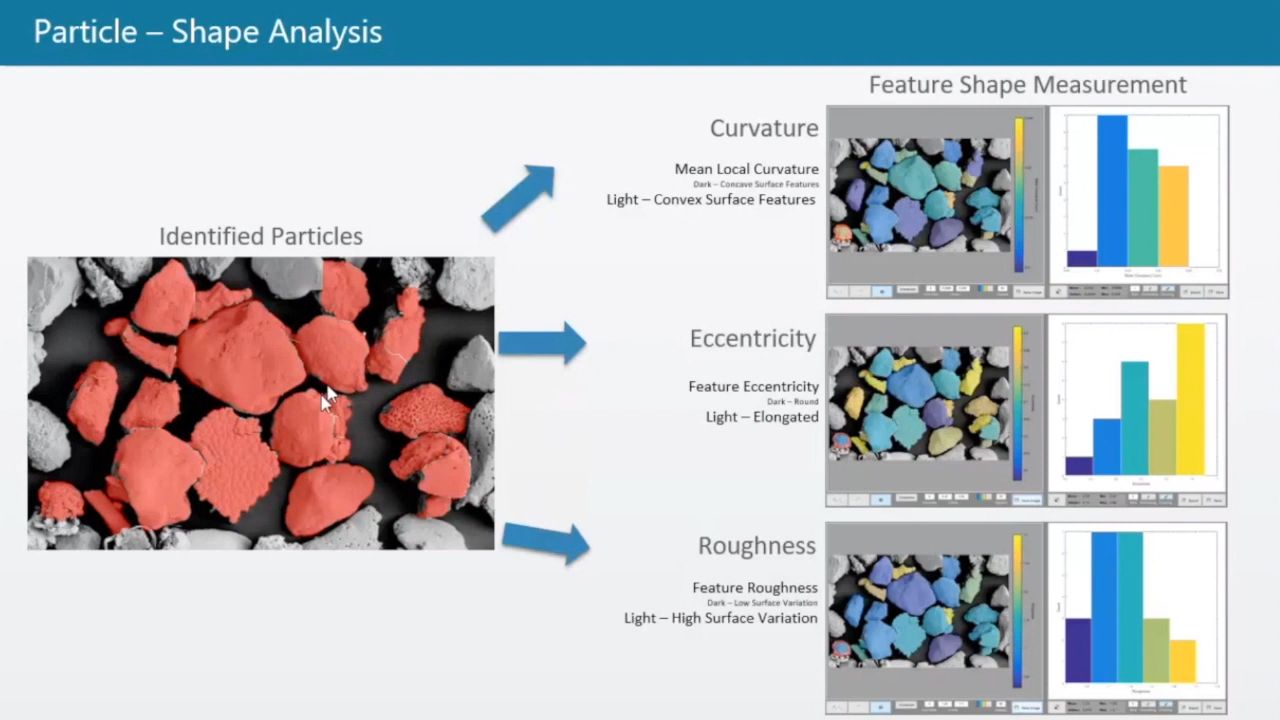 Particle – Shape Analysis
Feature Shape Measurement
Curvature
Mean Local Curvature
Dark – Concave Surface Features
Light – Convex Surface Features
Identified Particles
Eccentricity
Feature Eccentricity
Dark – Round
Light – Elongated
Roughness
Feature Roughness
Dark – Low Surface Variation
Light – High Surface Variation